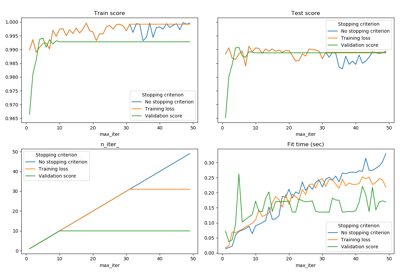 Train score
1.000
0.995
0.990
0.985
0.980
0.975
0.970
0.965
Stopping criterion
No stopping criterion
Training loss
Validation score
0
10
20
30
40
50
max_iter
Test score
Stopping criterion
No stopping criterion
Training loss
Validation score
0
10
20
30
40
50
max_iter
n_iter_
50
40
30
20
10
0
Stopping criterion
No stopping criterion
Training loss
Validation score
0
10
20
30
40
50
max_iter
Fit time (sec)
0.30
0.25
0.20
0.15
0.10
0.05
0.00
Stopping criterion
No stopping criterion
Training loss
Validation score
0
10
20
30
40
50
max_iter